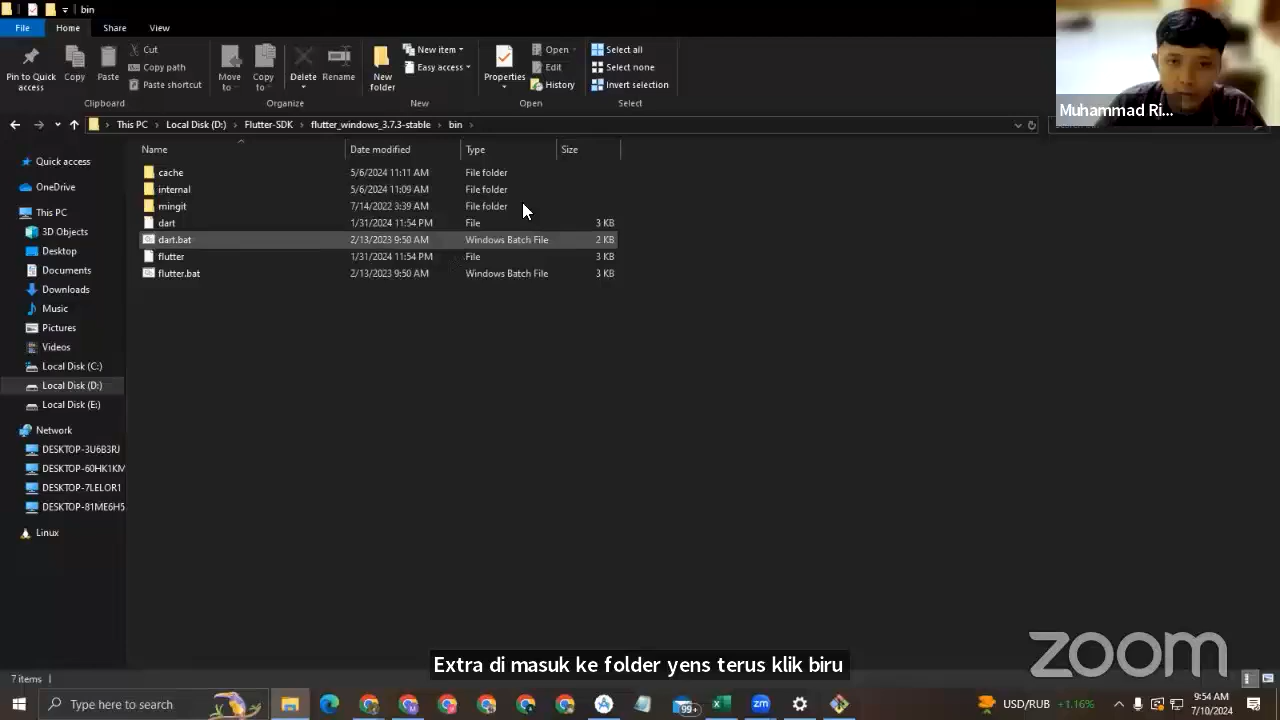 bin
File Home Share View
Pin to Quick access
Copy
Paste
Cut
Copy path
Paste shortcut
Clipboard
Move to
Copy to
Delete
Rename
Organize
New folder
New item
Easy access
New
Properties
Open
Edit
History
Open
Select all
Select none
Invert selection
Select
Muhammad Ri...
This PC > Local Disk (D:) > Flutter-SDK > flutter_windows_3.7.3-stable > bin >
Name Date modified Type Size
cache 5/6/2024 11:11 AM File folder
internal 5/6/2024 11:09 AM File folder
mingit 7/14/2022 3:39 AM File folder
dart 1/31/2024 11:54 PM File 3 KB
dart.bat 2/13/2023 9:50 AM Windows Batch File 2 KB
flutter 1/31/2024 11:54 PM File 3 KB
flutter.bat 2/13/2023 9:50 AM Windows Batch File 3 KB
Quick access
OneDrive
This PC
3D Objects
Desktop
Documents
Downloads
Music
Pictures
Videos
Local Disk (C:)
Local Disk (D:)
Local Disk (E:)
Network
DESKTOP-3U6B3RJ
DESKTOP-60HK1KM
DESKTOP-7LELOR1
DESKTOP-81ME6H5
Linux
Extra di masuk ke folder yens terus klik biru
zoom
7 items
Type here to search
99+
zm
USD/RUB +1.16%
9:54 AM
7/10/2024